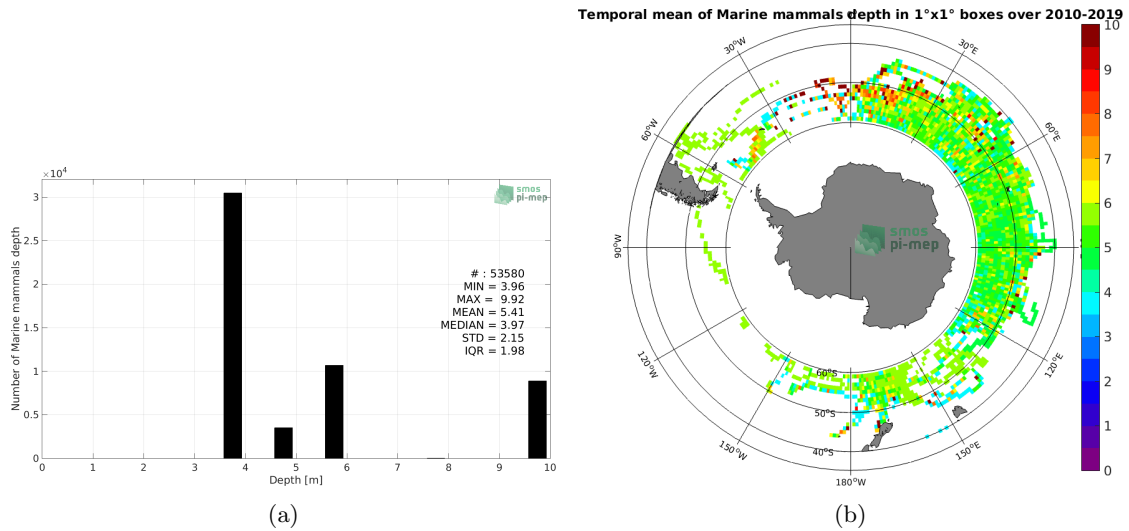 Temporal mean of Marine mammals depth in 1°x1° boxes over 2010-2019
×10⁴
Number of Marine mammals depth
3
2.5
2
1.5
1
0.5
0
0 1 2 3 4 5 6 7 8 9 10
Depth [m]
smos
pi-mep
# : 53580
MIN = 3.96
MAX = 9.92
MEAN = 5.41
MEDIAN = 3.97
STD = 2.15
IQR = 1.98
(a)
0°
30°E
60°E
120°E
150°E
180°W
150°W
120°W
90°W
60°W
30°W
60°S
50°S
40°S
smos
pi-mep
10
9
8
7
6
5
4
3
2
1
0
(b)